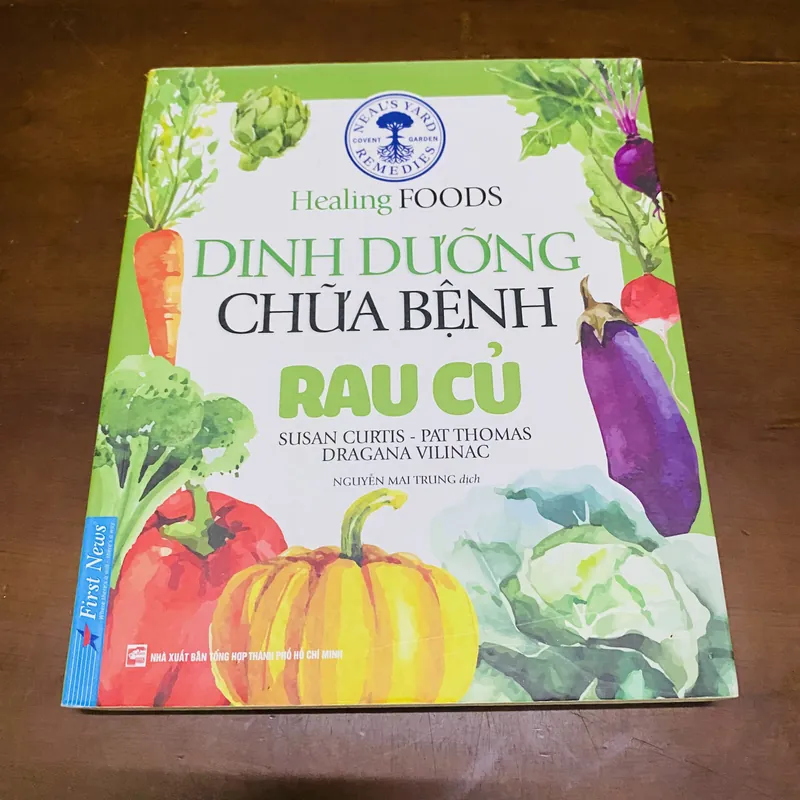 NEAL'S YARD
COVENT GARDEN
REMEDIES
Healing FOODS
DINH DƯỠNG
CHỮA BỆNH
RAU CỦ
SUSAN CURTIS - PAT THOMAS
DRAGANA VILINAC
NGUYỄN MAI TRUNG dịch
First News
NHÀ XUẤT BẢN TỔNG HỢP THÀNH PHỐ HỒ CHÍ MINH